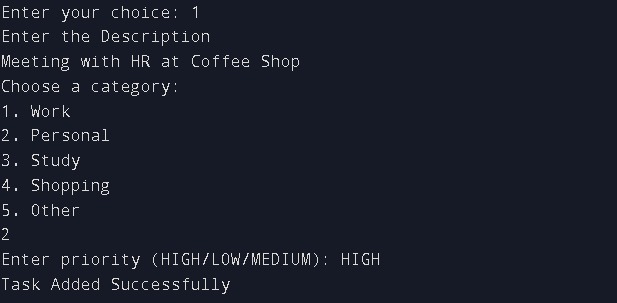 Enter your choice: 1
Enter the Description
Meeting with HR at Coffee Shop
Choose a category:
1. Work
2. Personal
3. Study
4. Shopping
5. Other
2
Enter priority (HIGH/LOW/MEDIUM): HIGH
Task Added Successfully